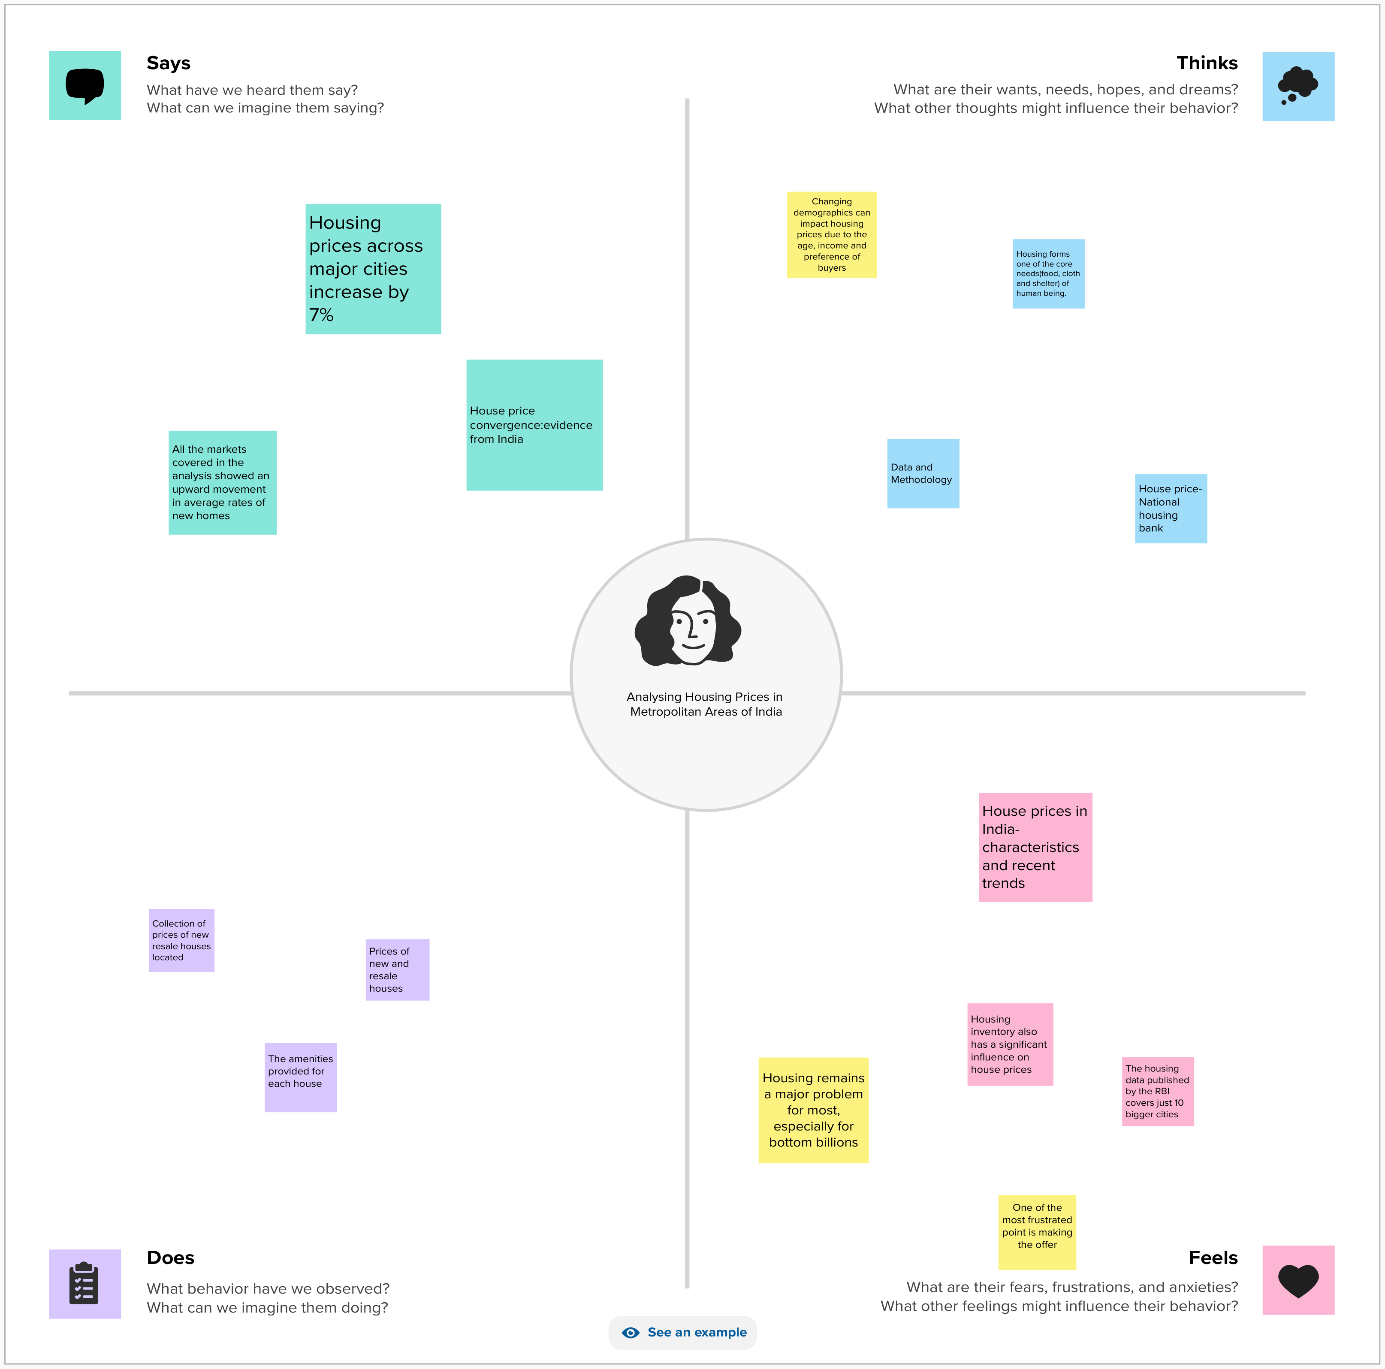 Says
What have we heard them say?
What can we imagine them saying?
Thinks
What are their wants, needs, hopes, and dreams?
What other thoughts might influence their behavior?
Housing
prices across
major cities
increase by
7%
House price
convergence:evidence
from India
All the markets
covered in the
analysis showed an
upward movement
in average rates of
new homes
Changing
demographics can
impact housing
prices due to the
age, income and
preference of
buyers
Housing forms
one of the core
needs(food, cloth
and shelter) of
human being.
Data and
Methodology
House price-
National
housing
bank
Analysing Housing Prices in
Metropolitan Areas of India
Collection of
prices of new
resale houses
located
Prices of
new and
resale
houses
The amenities
provided for
each house
House prices in
India-
characteristics
and recent
trends
Housing
inventory also
has a significant
influence on
house prices
The housing
data published
by the RBI
covers just 10
bigger cities
Housing remains
a major problem
for most,
especially for
bottom billions
One of the
most frustrated
point is making
the offer
Does
What behavior have we observed?
What can we imagine them doing?
Feels
What are their fears, frustrations, and anxieties?
What other feelings might influence their behavior?
See an example